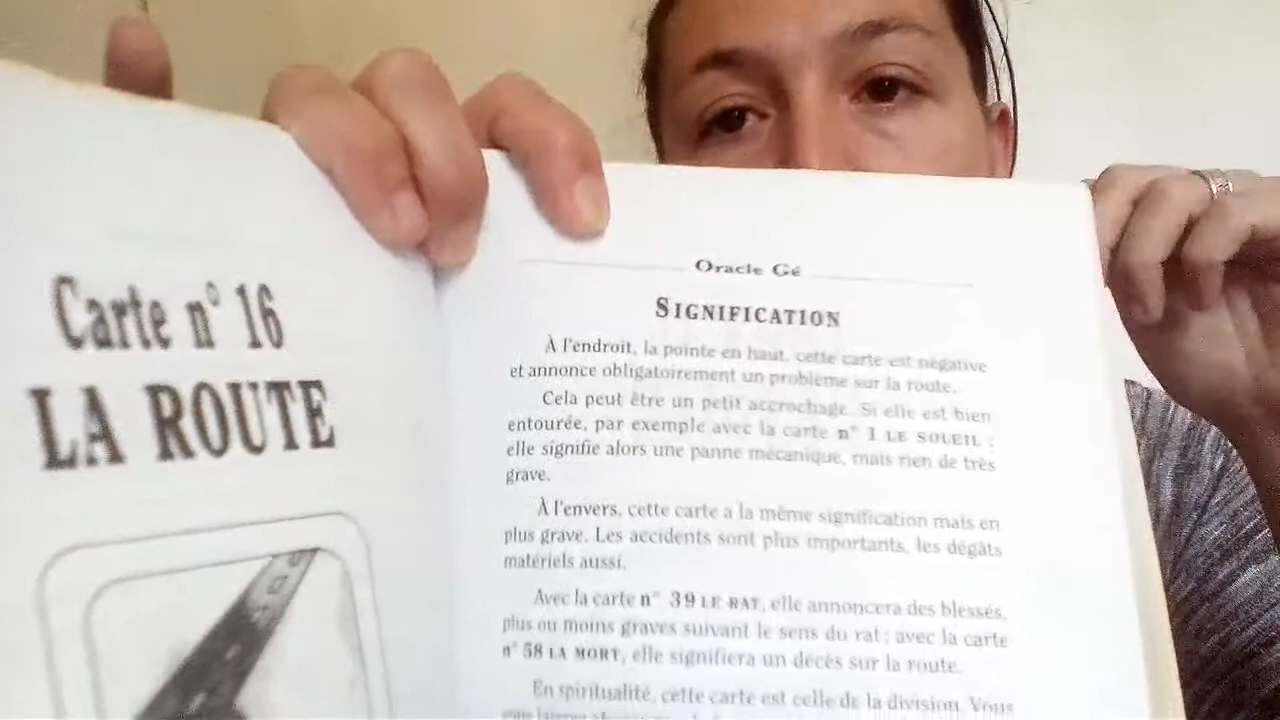 Carte n° 16
LA ROUTE
Oracle Gé
SIGNIFICATION
À l'endroit, la pointe en haut, cette carte est négative
et annonce obligatoirement un problème sur la route.
Cela peut être un petit accrochage. Si elle est bien
entourée, par exemple avec la carte n° 1 LE SOLEIL ;
elle signifie alors une panne mécanique, mais rien de très
grave.
À l'envers, cette carte a la même signification mais en
plus grave. Les accidents sont plus importants, les dégâts
matériels aussi.
Avec la carte n° 39 LE RAT, elle annoncera des blessés,
plus ou moins graves suivant le sens du rat ; avec la carte
n° 58 LA MORT, elle signifiera un décès sur la route.
En spiritualité, cette carte est celle de la division. Vous